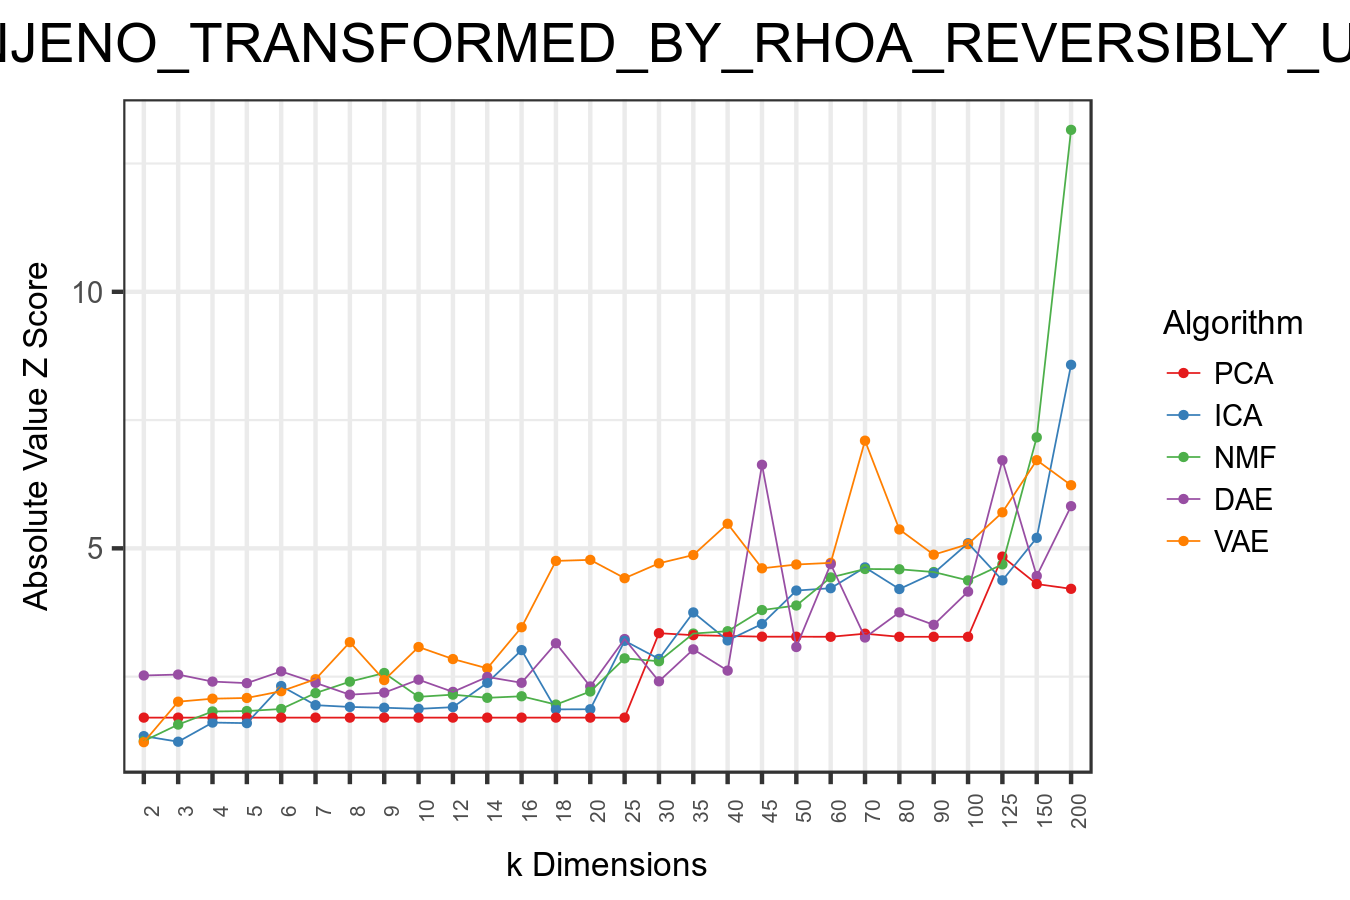 NJENO_TRANSFORMED_BY_RHOA_REVERSIBLY_U
Absolute Value Z Score
10
5
2 3 4 5 6 7 8 9 10 12 14 16 18 20 25 30 35 40 45 50 60 70 80 90 100 125 150 200
k Dimensions
Algorithm
PCA
ICA
NMF
DAE
VAE